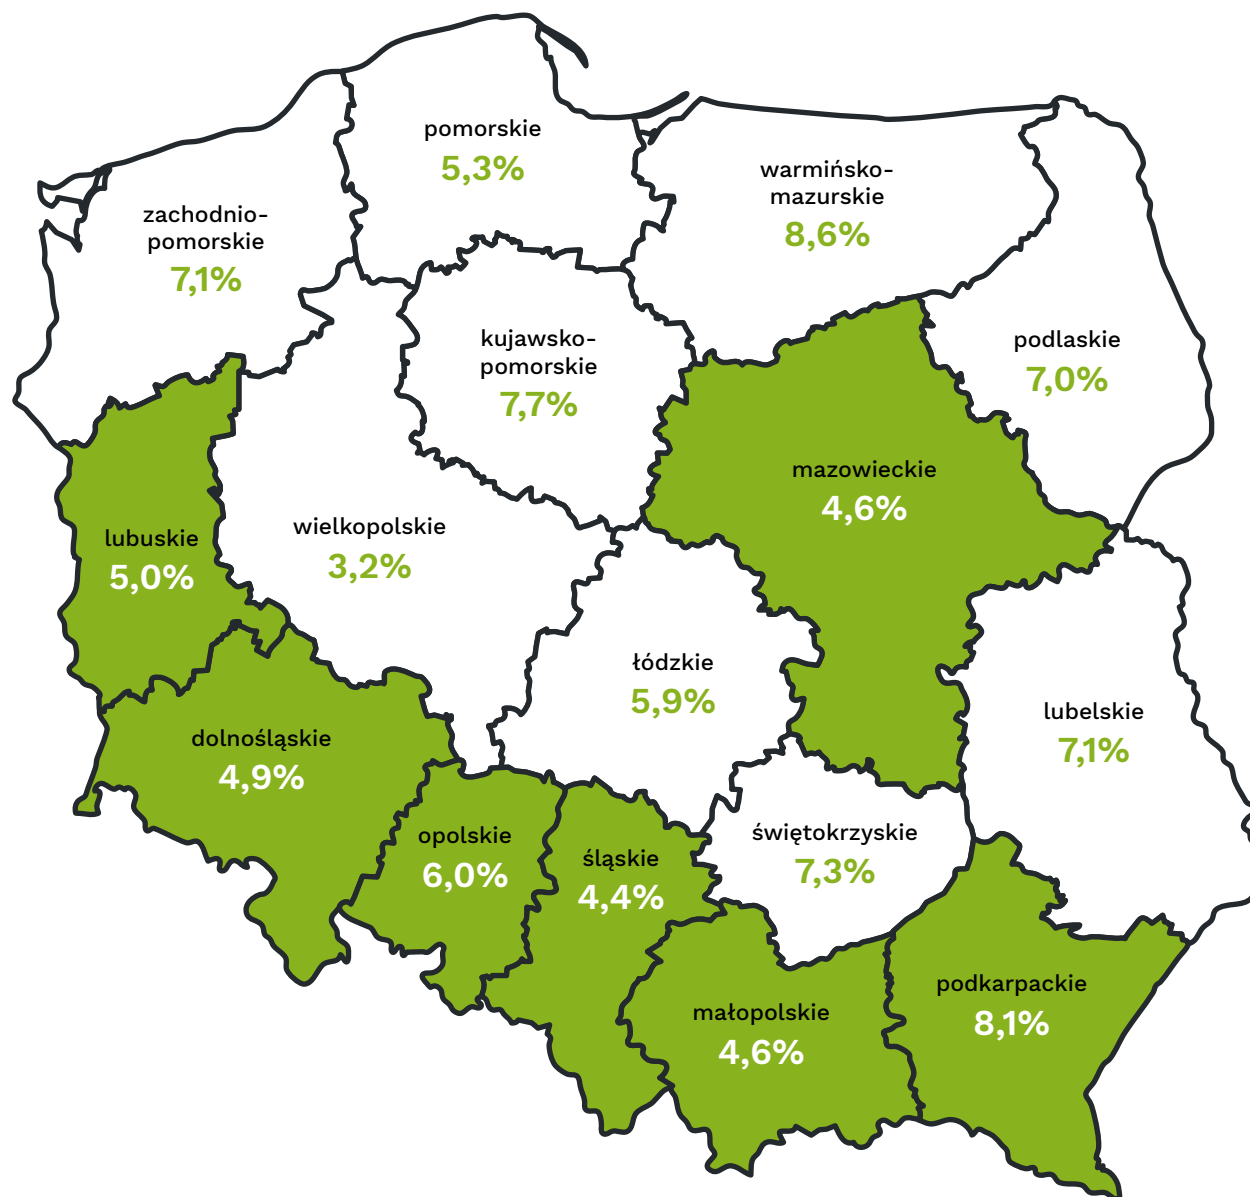 pomorskie
5,3%
warmińsko-
mazurskie
8,6%
zachodnio-
pomorskie
7,1%
kujawsko-
pomorskie
7,7%
podlaskie
7,0%
mazowieckie
4,6%
lubuskie
5,0%
wielkopolskie
3,2%
łódzkie
5,9%
lubelskie
7,1%
dolnośląskie
4,9%
opolskie
6,0%
śląskie
4,4%
świętokrzyskie
7,3%
małopolskie
4,6%
podkarpackie
8,1%